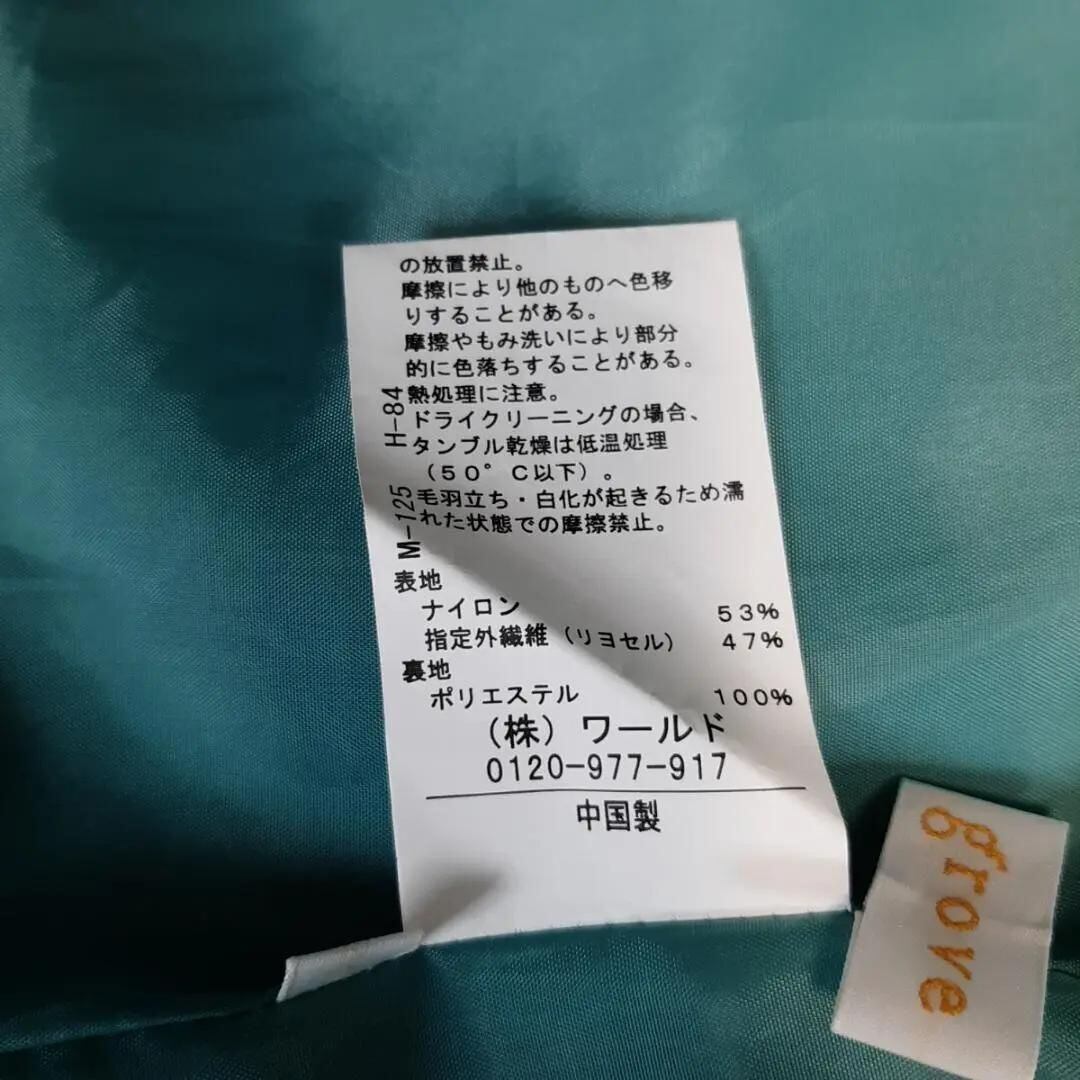 の放置禁止。
摩擦により他のものへ色移
りすることがある。
摩擦やもみ洗いにより部分
的に色落ちすることがある。
熱処理に注意。
ドライクリーニングの場合、
タンブル乾燥は低温処理
（５０°Ｃ以下）。
毛羽立ち・白化が起きるため濡
れた状態での摩擦禁止。
H-84
M-125
表地
ナイロン 53%
指定外繊維（リヨセル） 47%
裏地
ポリエステル 100%
（株）ワールド
0120-977-917
中国製
grove